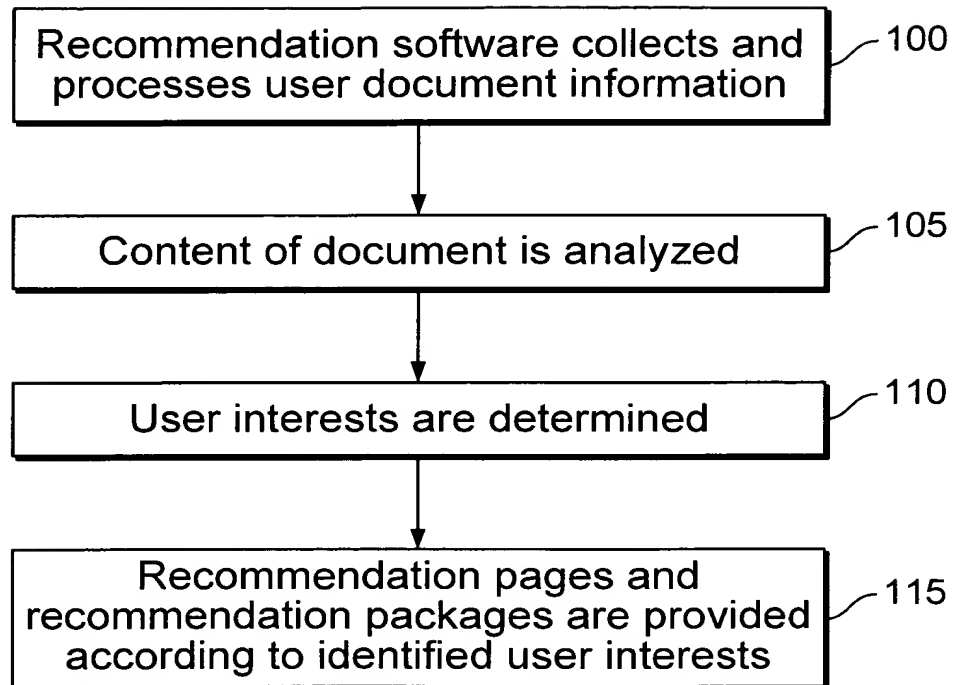 Recommendation software collects and
processes user document information
100
Content of document is analyzed
105
User interests are determined
110
Recommendation pages and
recommendation packages are provided
according to identified user interests
115